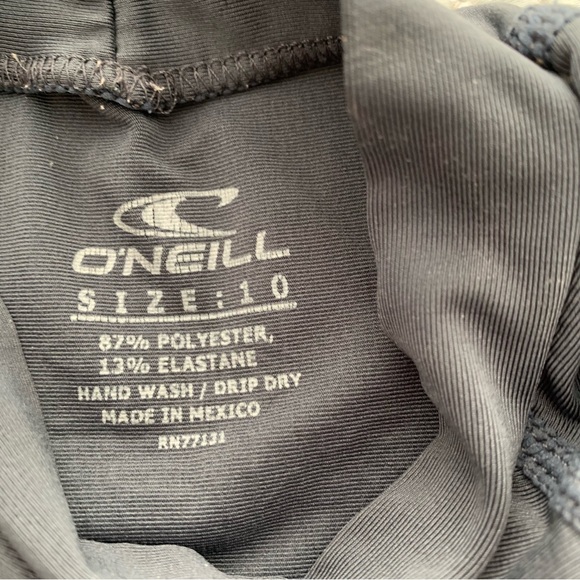 O'NEILL
SIZE:10
87% POLYESTER,
13% ELASTANE
HAND WASH / DRIP DRY
MADE IN MEXICO
RN77131